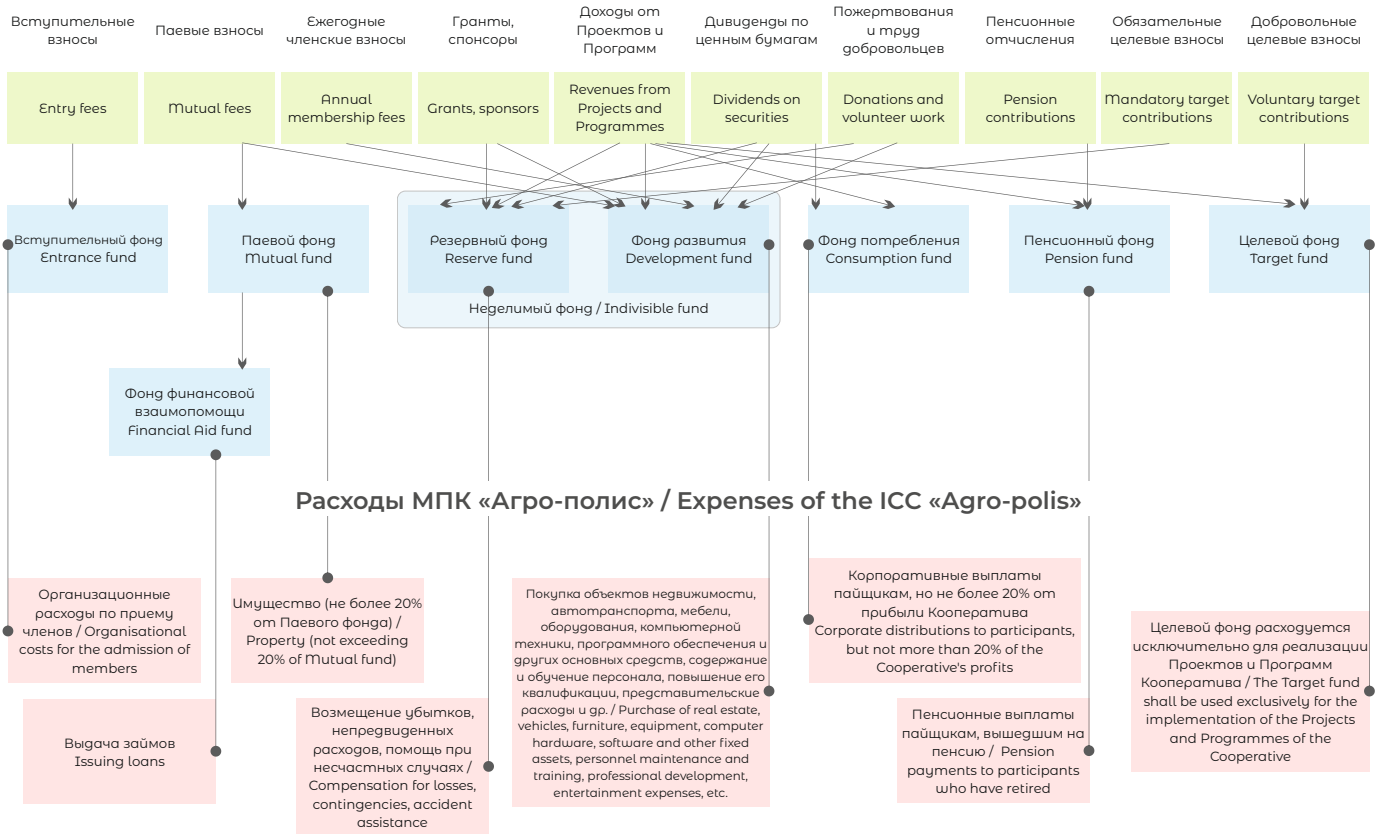 Вступительные
взносы
Паевые взносы
Ежегодные
членские взносы
Гранты,
спонсоры
Доходы от
Проектов и
Программ
Дивиденды по
ценным бумагам
Пожертвования
и труд
добровольцев
Пенсионные
отчисления
Обязательные
целевые взносы
Добровольные
целевые взносы
Entry fees
Mutual fees
Annual
membership fees
Grants, sponsors
Revenues from
Projects and
Programmes
Dividends on
securities
Donations and
volunteer work
Pension
contributions
Mandatory target
contributions
Voluntary target
contributions
Вступительный фонд
Entrance fund
Паевой фонд
Mutual fund
Резервный фонд
Reserve fund
Фонд развития
Development fund
Неделимый фонд / Indivisible fund
Фонд потребления
Consumption fund
Пенсионный фонд
Pension fund
Целевой фонд
Target fund
Фонд финансовой
взаимопомощи
Financial Aid fund
Расходы МПК «Агро-полис» / Expenses of the ICC «Agro-polis»
Организационные
расходы по приему
членов / Organisational
costs for the admission of
members
Выдача займов
Issuing loans
Имущество (не более 20%
от Паевого фонда) /
Property (not exceeding
20% of Mutual fund)
Возмещение убытков,
непредвиденных
расходов, помощь при
несчастных случаях /
Compensation for losses,
contingencies, accident
assistance
Покупка объектов недвижимости,
автотранспорта, мебели,
оборудования, компьютерной
техники, программного обеспечения и
других основных средств, содержание
и обучение персонала, повышение его
квалификации, представительские
расходы и др. / Purchase of real estate,
vehicles, furniture, equipment, computer
hardware, software and other fixed
assets, personnel maintenance and
training, professional development,
entertainment expenses, etc.
Корпоративные выплаты
пайщикам, но не более 20% от
прибыли Кооператива
Corporate distributions to participants,
but not more than 20% of the
Cooperative's profits
Пенсионные выплаты
пайщикам, вышедшим на
пенсию / Pension
payments to participants
who have retired
Целевой фонд расходуется
исключительно для реализации
Проектов и Программ
Кооператива / The Target fund
shall be used exclusively for the
implementation of the Projects
and Programmes of the
Cooperative